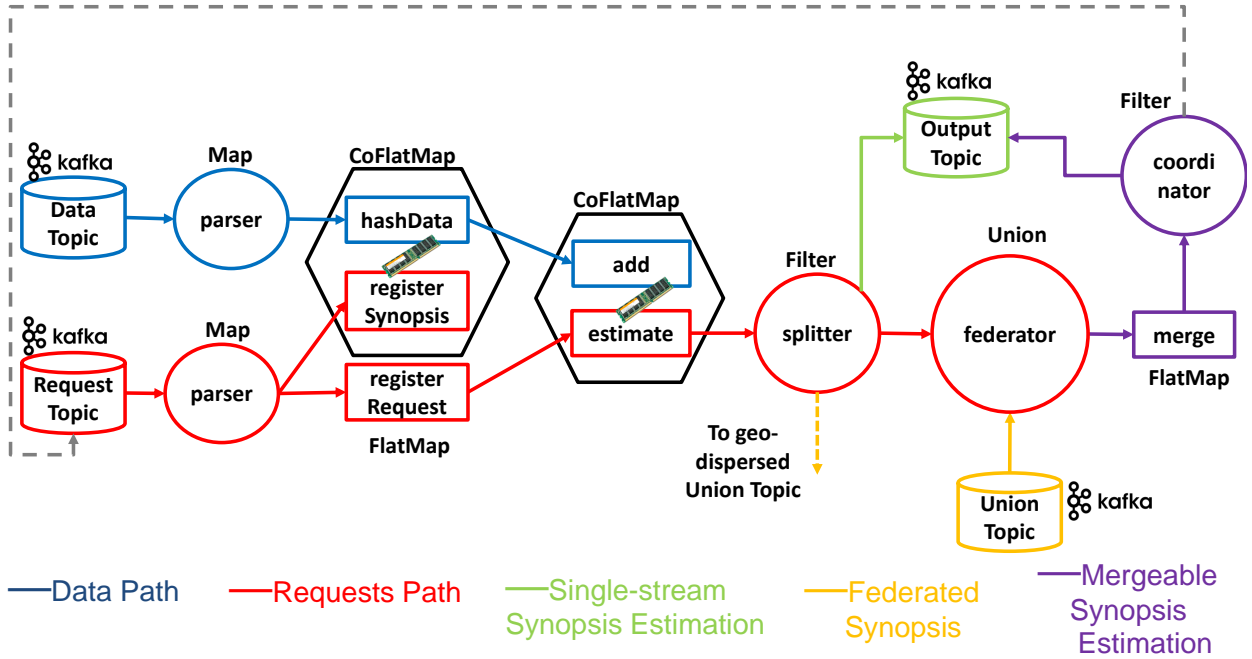 kafka
Filter
Output
Topic
coordi
nator
kafka
Map
CoFlatMap
Data
Topic
parser
hashData
CoFlatMap
register
Synopsis
add
Filter
Union
kafka
Map
estimate
splitter
federator
merge
FlatMap
Request
Topic
parser
register
Request
FlatMap
To geo-
dispersed
Union Topic
Union
Topic
kafka
Data Path
Requests Path
Single-stream
Synopsis Estimation
Federated
Synopsis
Mergeable
Synopsis
Estimation